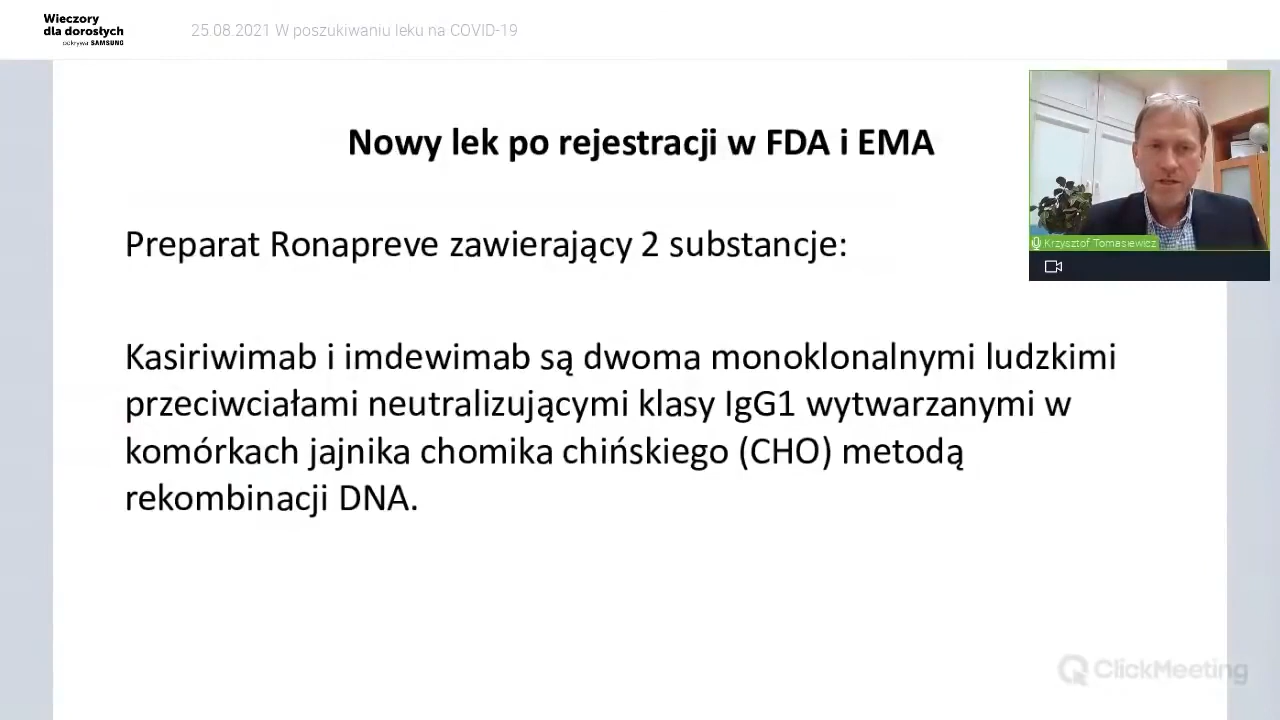 Wieczory
dla dorosłych
odkrywa SAMSUNG
25.08.2021 W poszukiwaniu leku na COVID-19
Nowy lek po rejestracji w FDA i EMA
Preparat Ronapreve zawierający 2 substancje:
Krzysztof Tomasiewicz
Kasiriwimab i imdewimab są dwoma monoklonalnymi ludzkimi
przeciwciałami neutralizującymi klasy IgG1 wytwarzanymi w
komórkach jajnika chomika chińskiego (CHO) metodą
rekombinacji DNA.
ClickMeeting